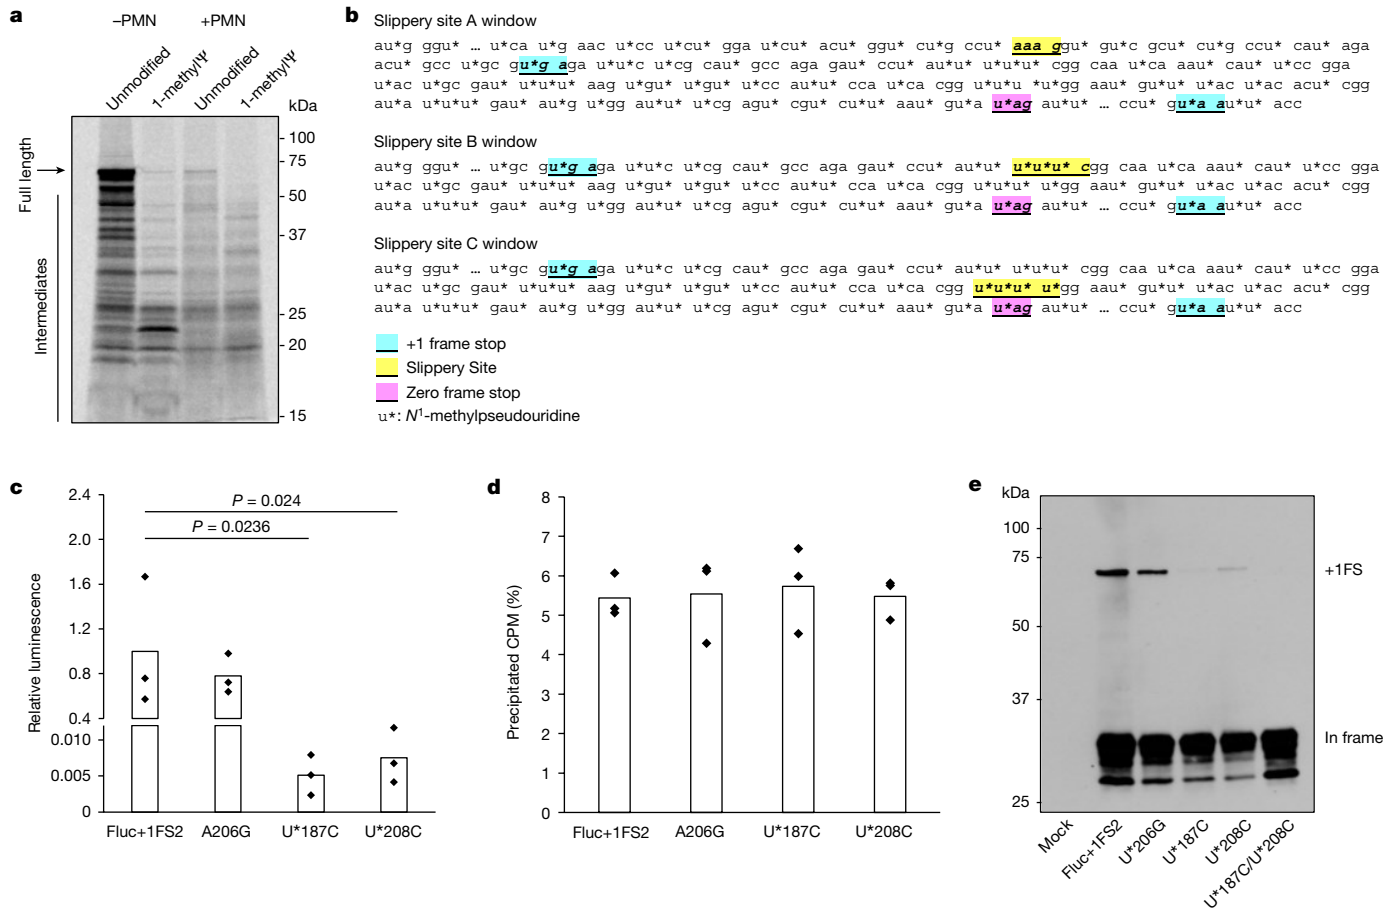 a
–PMN +PMN
Unmodified
1-methylΨ
Unmodified
1-methylΨ
kDa
100
75
50
37
25
20
15
Full length
Intermediates
b
Slippery site A window
au*g ggu* … u*ca u*g aac u*cc u*cu* gga u*cu* acu* ggu* cu*g ccu* aaa ggu* gu*c gcu* cu*g ccu* cau* aga
acu* gcc u*gc gu*g aga u*u*c u*cg cau* gcc aga gau* ccu* au*u* u*u*u* cgg caa u*ca aau* cau* u*cc gga
u*ac u*gc gau* u*u*u* aag u*gu* u*gu* u*cc au*u* cca u*ca cgg u*u*u *u*gg aau* gu*u* u*ac u*ac acu* cgg
au*a u*u*u* gau* au*g u*gg au*u* u*cg agu* cgu* cu*u* aau* gu*a u*ag au*u* … ccu* gu*a au*u* acc
Slippery site B window
au*g ggu* … u*gc gu*g aga u*u*c u*cg cau* gcc aga gau* ccu* au*u* u*u*u* cgg caa u*ca aau* cau* u*cc gga
u*ac u*gc gau* u*u*u* aag u*gu* u*gu* u*cc au*u* cca u*ca cgg u*u*u* u*gg aau* gu*u* u*ac u*ac acu* cgg
au*a u*u*u* gau* au*g u*gg au*u* u*cg agu* cgu* cu*u* aau* gu*a u*ag au*u* … ccu* gu*a au*u* acc
Slippery site C window
au*g ggu* … u*gc gu*g aga u*u*c u*cg cau* gcc aga gau* ccu* au*u* u*u*u* cgg caa u*ca aau* cau* u*cc gga
u*ac u*gc gau* u*u*u* aag u*gu* u*gu* u*cc au*u* cca u*ca cgg u*u*u* u*gg aau* gu*u* u*ac u*ac acu* cgg
au*a u*u*u* gau* au*g u*gg au*u* u*cg agu* cgu* cu*u* aau* gu*a u*ag au*u* … ccu* gu*a au*u* acc
+1 frame stop
Slippery Site
Zero frame stop
u*: N¹-methylpseudouridine
c
Relative luminescence
2.4
2.0
1.6
1.2
0.8
0.4
0.010
0.005
0
P = 0.024
P = 0.0236
Fluc+1FS2 A206G U*187C U*208C
d
Precipitated CPM (%)
8
7
6
5
4
3
2
1
0
Fluc+1FS2 A206G U*187C U*208C
e
kDa
100
75
50
37
25
+1FS
In frame
Mock
Fluc+1FS2
U*206G
U*187C
U*208C
U*187C/U*208C